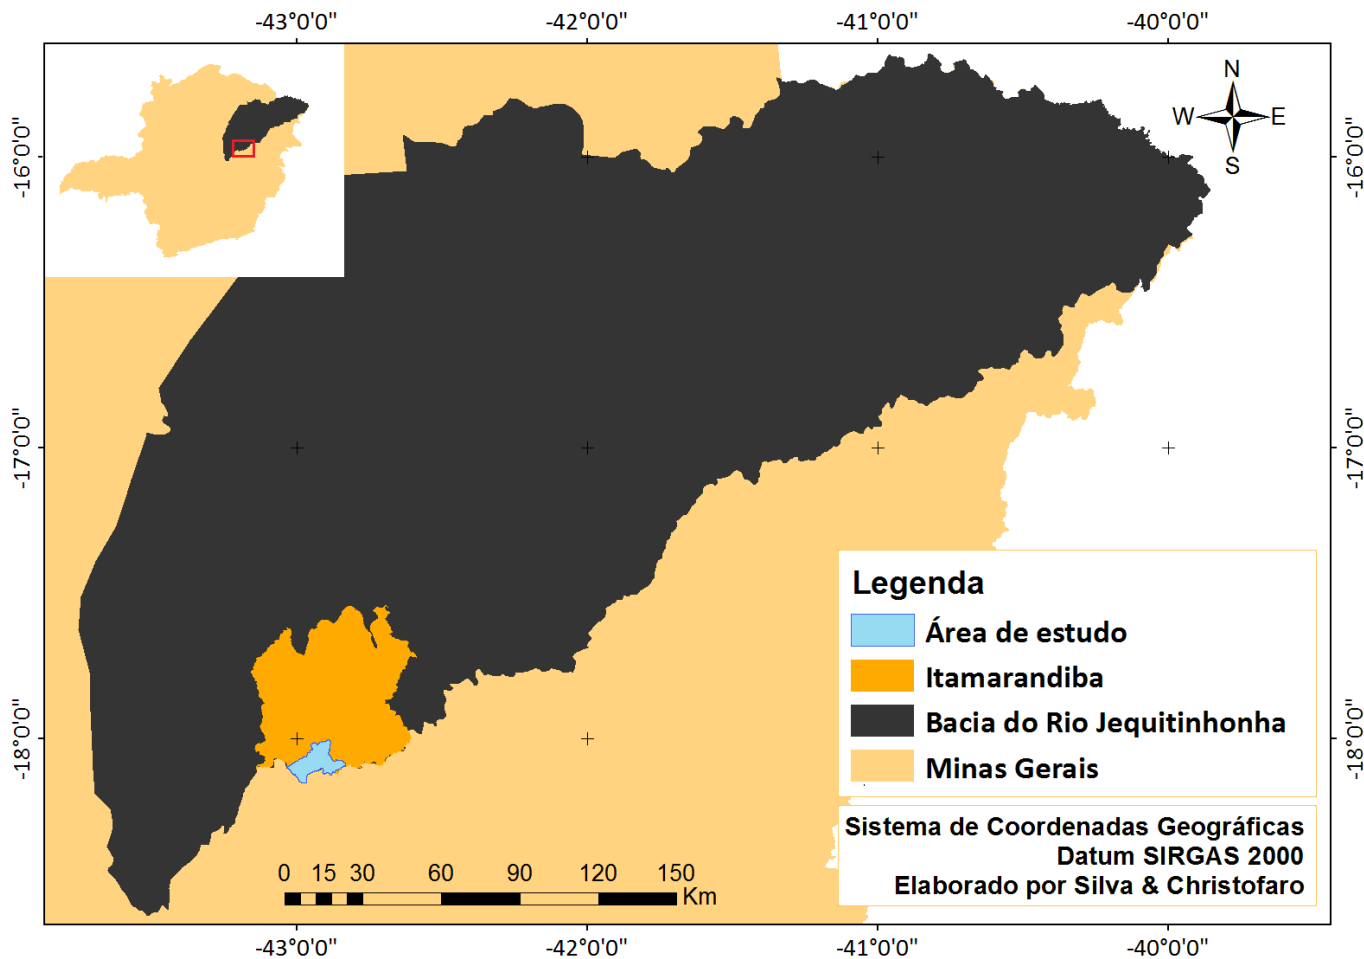 -43°0'0" -42°0'0" -41°0'0" -40°0'0"
N
W E
S
-16°0'0" -16°0'0"
-17°0'0" -17°0'0"
-18°0'0" -18°0'0"
Legenda
Área de estudo
Itamarandiba
Bacia do Rio Jequitinhonha
Minas Gerais
Sistema de Coordenadas Geográficas
Datum SIRGAS 2000
Elaborado por Silva & Christofaro
0 15 30 60 90 120 150
Km
-43°0'0" -42°0'0" -41°0'0" -40°0'0"